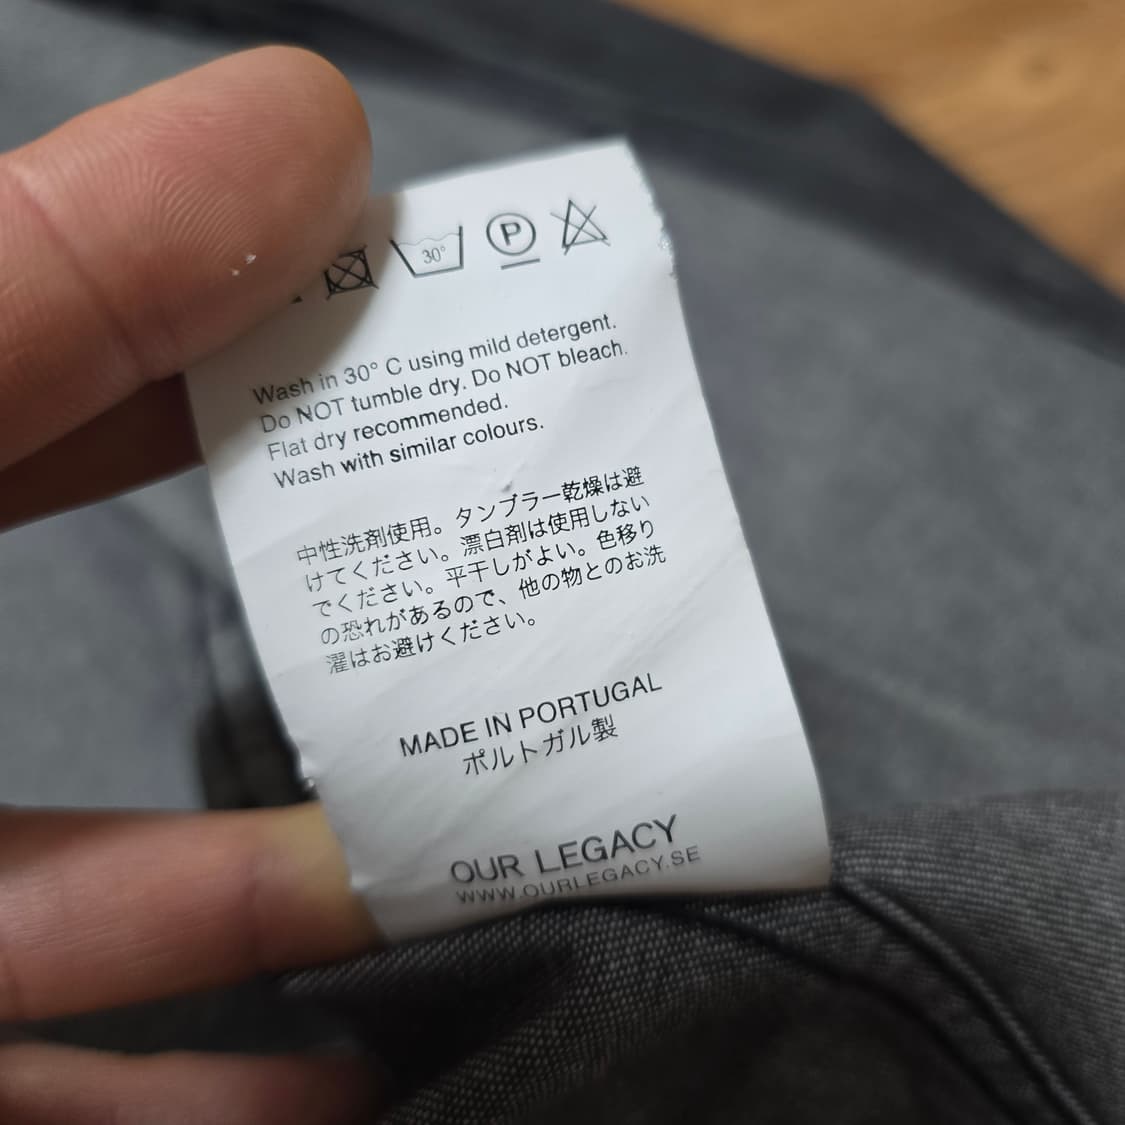 30°
P
Wash in 30° C using mild detergent.
Do NOT tumble dry. Do NOT bleach.
Flat dry recommended.
Wash with similar colours.
中性洗剤使用。タンブラー乾燥は避
けてください。漂白剤は使用しない
でください。平干しがよい。色移り
の恐れがあるので、他の物とのお洗
濯はお避けください。
MADE IN PORTUGAL
ポルトガル製
OUR LEGACY
WWW.OURLEGACY.SE